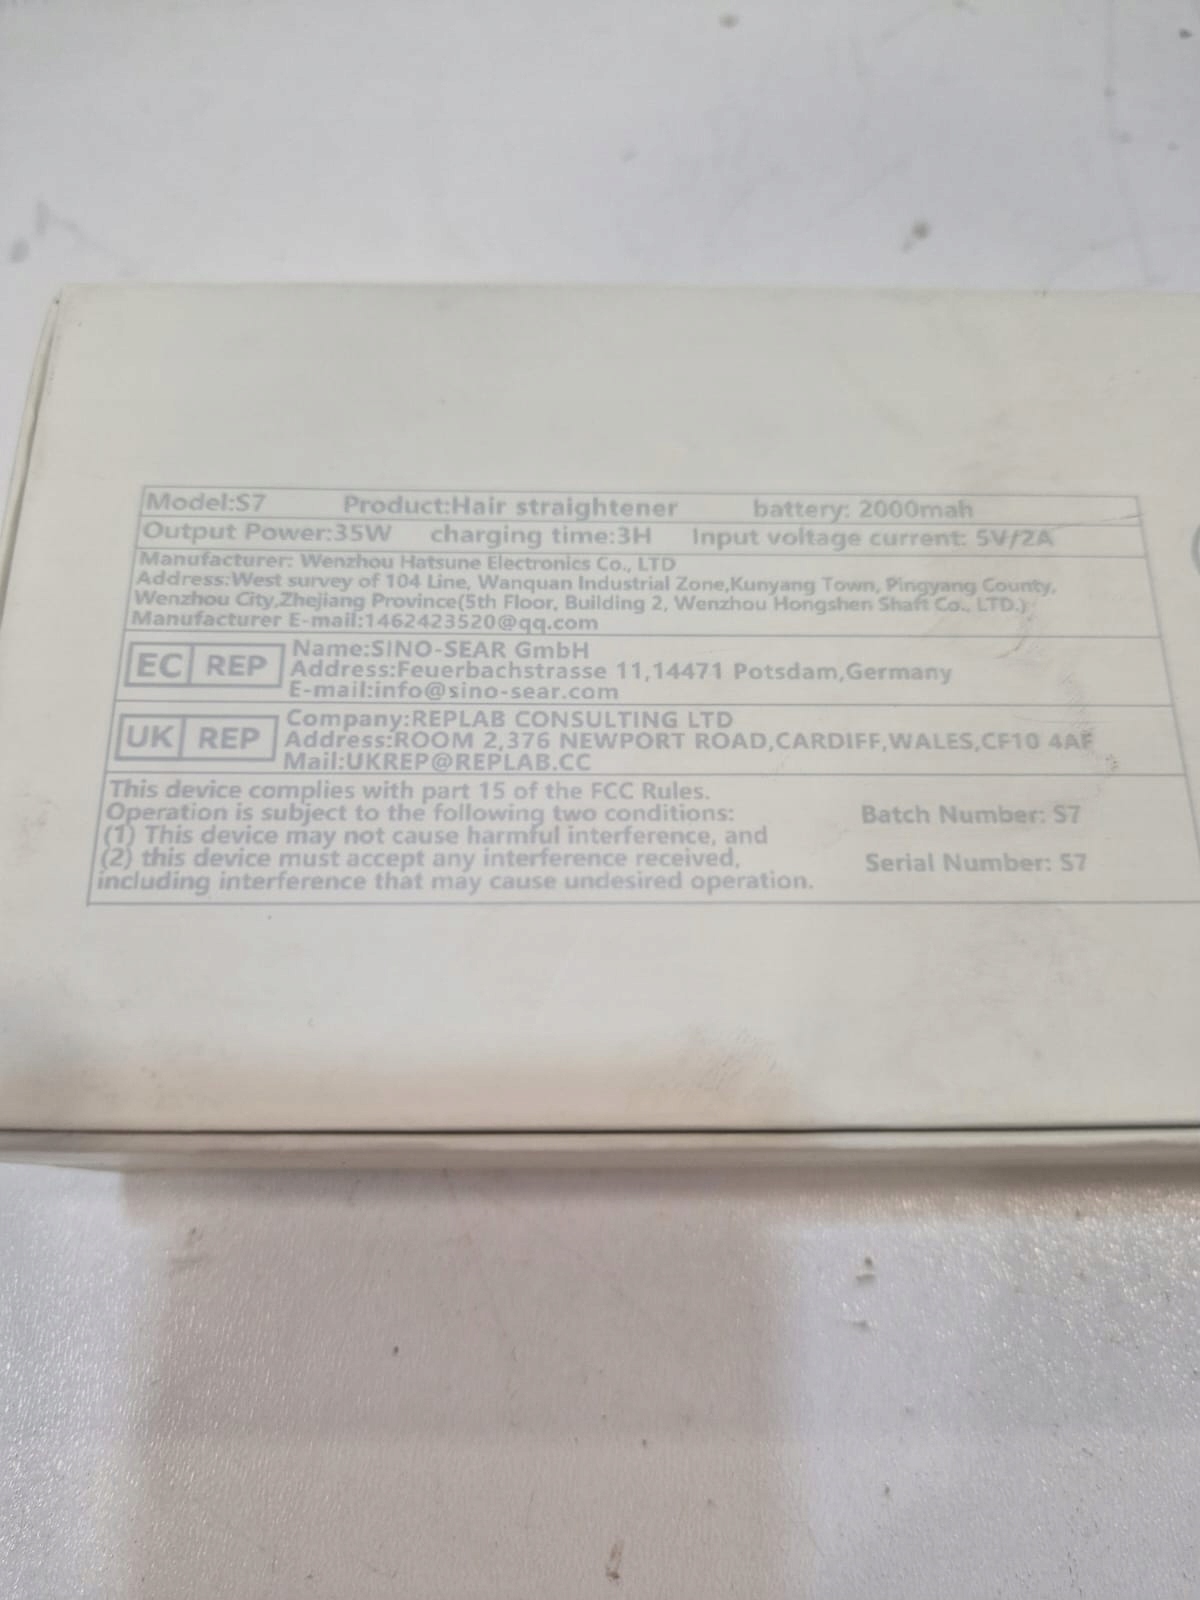 Model:S7 Product:Hair straightener battery: 2000mah
Output Power:35W charging time:3H Input voltage current: 5V/2A
Manufacturer: Wenzhou Hatsune Electronics Co., LTD
Address:West survey of 104 Line, Wanquan Industrial Zone,Kunyang Town, Pingyang County,
Wenzhou City,Zhejiang Province(5th Floor, Building 2, Wenzhou Hongshen Shaft Co., LTD.)
Manufacturer E-mail:1462423520@qq.com
EC REP
Name:SINO-SEAR GmbH
Address:Feuerbachstrasse 11,14471 Potsdam,Germany
E-mail:info@sino-sear.com
UK REP
Company:REPLAB CONSULTING LTD
Address:ROOM 2,376 NEWPORT ROAD,CARDIFF,WALES,CF10 4AF
Mail:UKREP@REPLAB.CC
This device complies with part 15 of the FCC Rules.
Operation is subject to the following two conditions:
(1) This device may not cause harmful interference, and
(2) this device must accept any interference received,
including interference that may cause undesired operation.
Batch Number: S7
Serial Number: S7